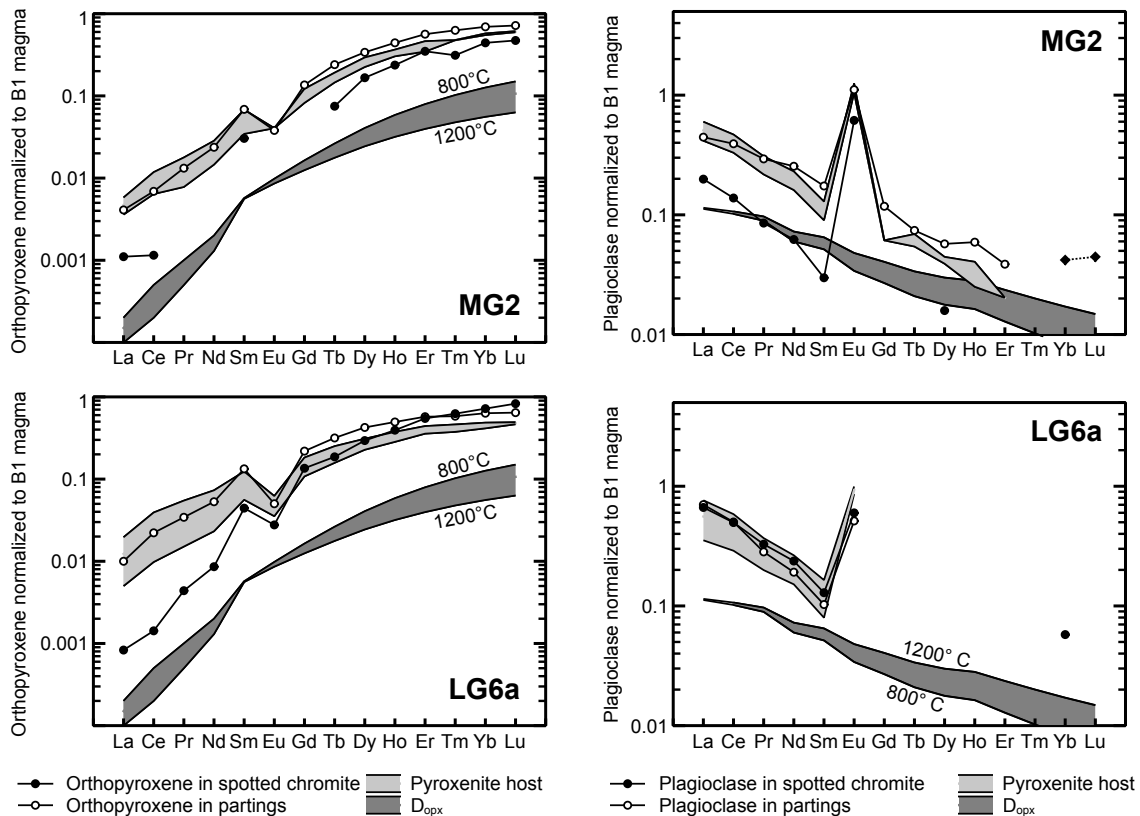 Orthopyroxene normalized to B1 magma
1
0.1
0.01
0.001
800°C
1200°C
MG2
La Ce Pr Nd Sm Eu Gd Tb Dy Ho Er Tm Yb Lu
Plagioclase normalized to B1 magma
MG2
1
0.1
0.01
La Ce Pr Nd Sm Eu Gd Tb Dy Ho Er Tm Yb Lu
Orthopyroxene normalized to B1 magma
1
0.1
0.01
0.001
800°C
1200°C
LG6a
La Ce Pr Nd Sm Eu Gd Tb Dy Ho Er Tm Yb Lu
Plagioclase normalized to B1 magma
LG6a
1
0.1
0.01
1200° C
800° C
La Ce Pr Nd Sm Eu Gd Tb Dy Ho Er Tm Yb Lu
Orthopyroxene in spotted chromite
Orthopyroxene in partings
Pyroxenite host
Dopx
Plagioclase in spotted chromite
Plagioclase in partings
Pyroxenite host
Dopx